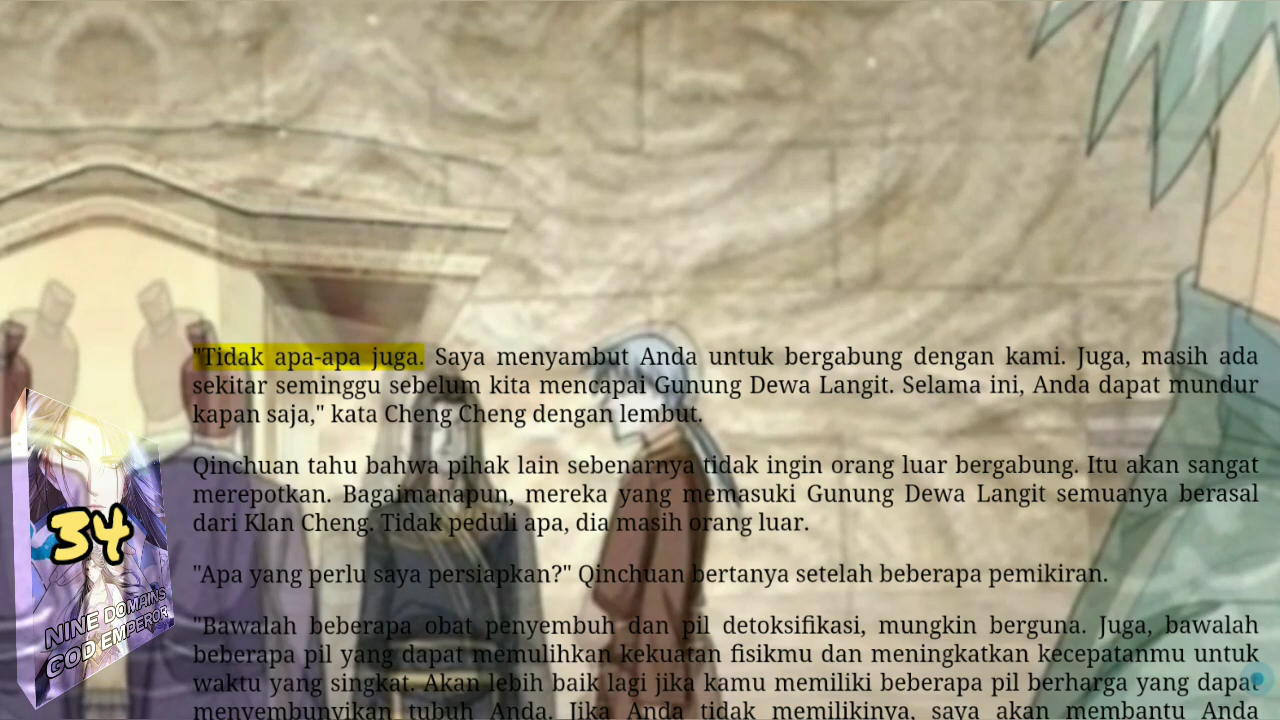 "Tidak apa-apa juga. Saya menyambut Anda untuk bergabung dengan kami. Juga, masih ada
sekitar seminggu sebelum kita mencapai Gunung Dewa Langit. Selama ini, Anda dapat mundur
kapan saja," kata Cheng Cheng dengan lembut.
Qinchuan tahu bahwa pihak lain sebenarnya tidak ingin orang luar bergabung. Itu akan sangat
merepotkan. Bagaimanapun, mereka yang memasuki Gunung Dewa Langit semuanya berasal
dari Klan Cheng. Tidak peduli apa, dia masih orang luar.
"Apa yang perlu saya persiapkan?" Qinchuan bertanya setelah beberapa pemikiran.
"Bawalah beberapa obat penyembuh dan pil detoksifikasi, mungkin berguna. Juga, bawalah
beberapa pil yang dapat memulihkan kekuatan fisikmu dan meningkatkan kecepatanmu untuk
waktu yang singkat. Akan lebih baik lagi jika kamu memiliki beberapa pil berharga yang dapat
menyembunyikan tubuh Anda. Jika Anda tidak memilikinya, saya akan membantu Anda
34
NINE DOMAINS
GOD EMPEROR